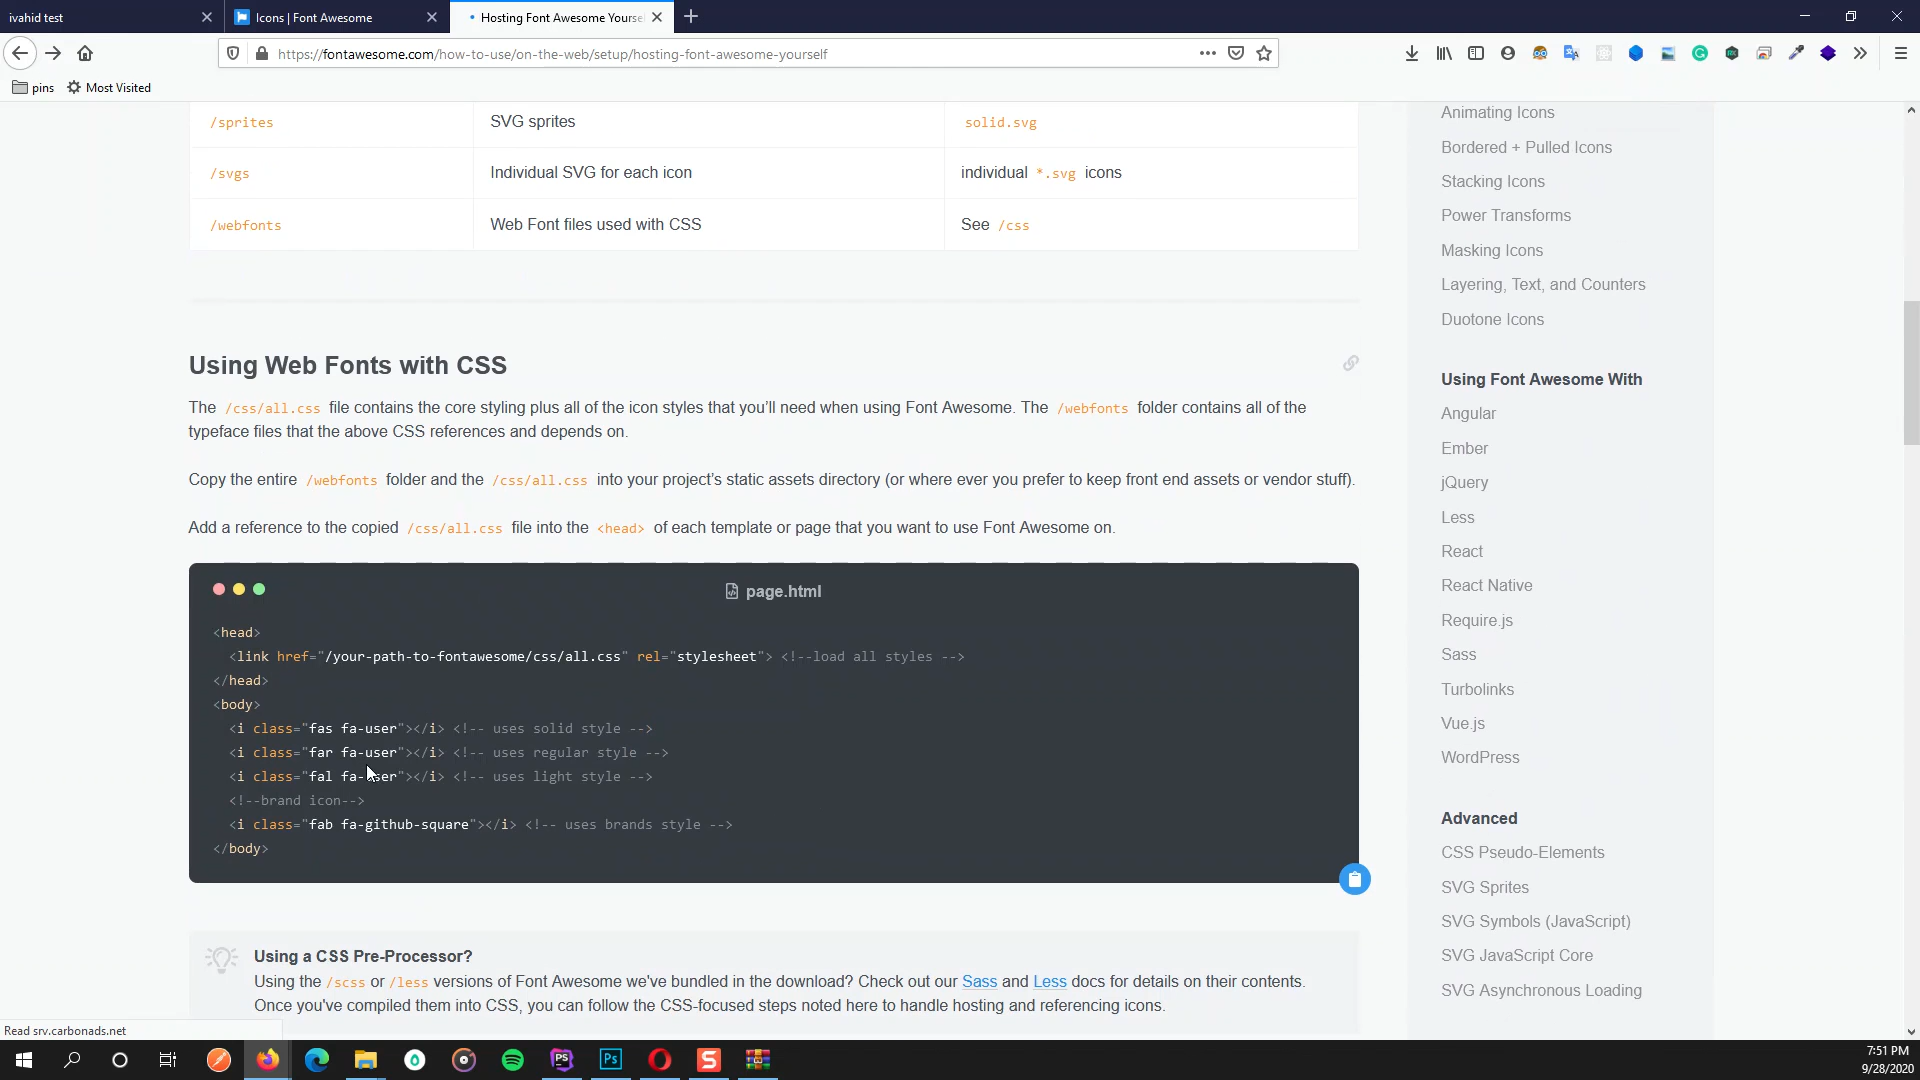 ivahid test
Icons | Font Awesome
Hosting Font Awesome Yourse
https://fontawesome.com/how-to-use/on-the-web/setup/hosting-font-awesome-yourself
pins
Most Visited
/sprites SVG sprites solid.svg
/svgs Individual SVG for each icon individual *.svg icons
/webfonts Web Font files used with CSS See /css
Using Web Fonts with CSS
The /css/all.css file contains the core styling plus all of the icon styles that you’ll need when using Font Awesome. The /webfonts folder contains all of the
typeface files that the above CSS references and depends on.
Copy the entire /webfonts folder and the /css/all.css into your project’s static assets directory (or where ever you prefer to keep front end assets or vendor stuff).
Add a reference to the copied /css/all.css file into the <head> of each template or page that you want to use Font Awesome on.
page.html
<head>
<link href="/your-path-to-fontawesome/css/all.css" rel="stylesheet"> <!--load all styles -->
</head>
<body>
<i class="fas fa-user"></i> <!-- uses solid style -->
<i class="far fa-user"></i> <!-- uses regular style -->
<i class="fal fa-user"></i> <!-- uses light style -->
<!--brand icon-->
<i class="fab fa-github-square"></i> <!-- uses brands style -->
</body>
Using a CSS Pre-Processor?
Using the /scss or /less versions of Font Awesome we've bundled in the download? Check out our Sass and Less docs for details on their contents.
Once you've compiled them into CSS, you can follow the CSS-focused steps noted here to handle hosting and referencing icons.
Animating Icons
Bordered + Pulled Icons
Stacking Icons
Power Transforms
Masking Icons
Layering, Text, and Counters
Duotone Icons
Using Font Awesome With
Angular
Ember
jQuery
Less
React
React Native
Require.js
Sass
Turbolinks
Vue.js
WordPress
Advanced
CSS Pseudo-Elements
SVG Sprites
SVG Symbols (JavaScript)
SVG JavaScript Core
SVG Asynchronous Loading
Read srv.carbonads.net
PS
Ps
S
7:51 PM
9/28/2020